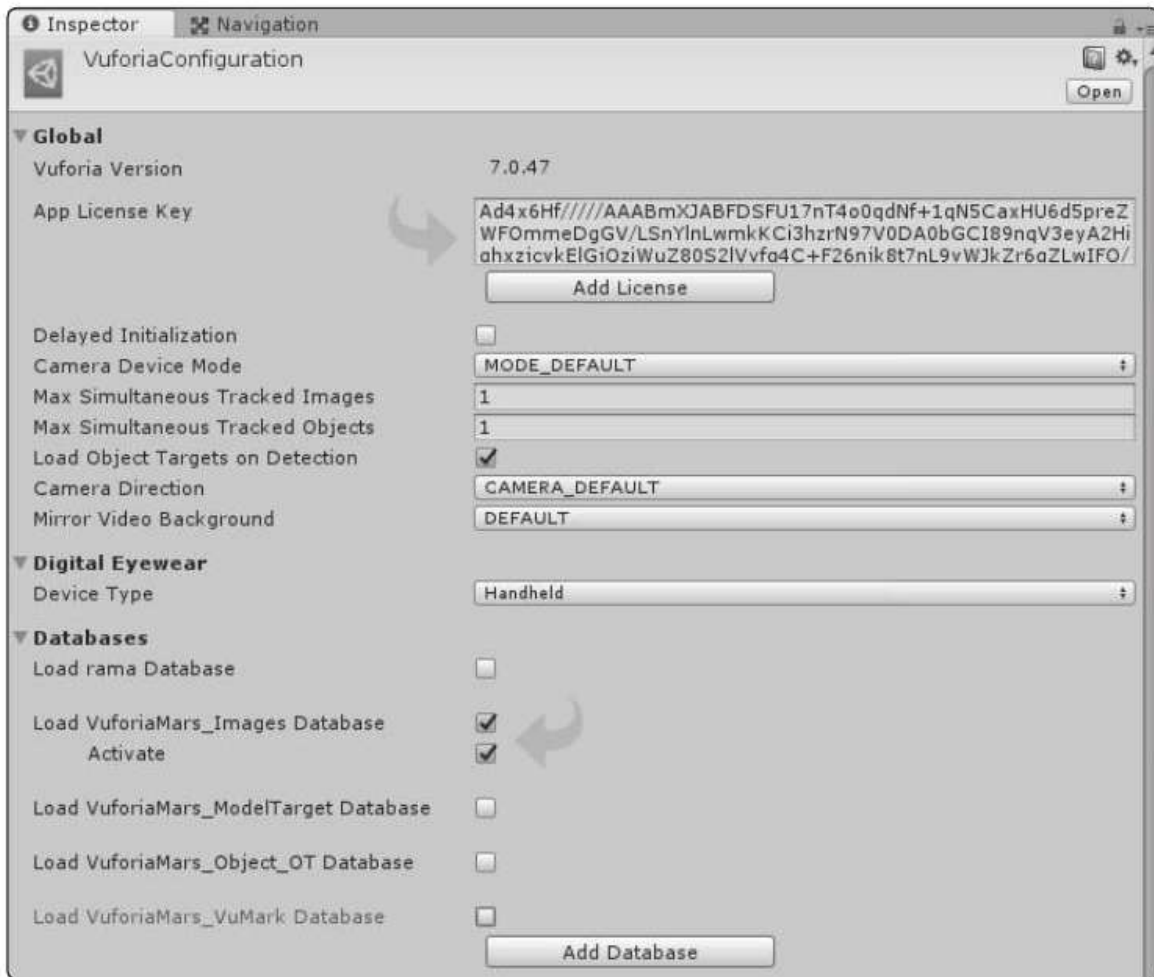 Inspector
Navigation
VuforiaConfiguration
Open
Global
Vuforia Version 7.0.47
App License Key
Ad4x6Hf/////AAABmXJABFDSFU17nT4o0qdNf+1qN5CaxHU6d5preZ
WFOmmeDgGV/LSnYlnLwmkKCi3hzrN97V0DA0bGCI89nqV3eyA2Hi
ghxzicvkElGiOziWuZ80S2lVvfg4C+F26nik8t7nL9vWJkZr6gZLwIFO/
Add License
Delayed Initialization
Camera Device Mode MODE_DEFAULT
Max Simultaneous Tracked Images 1
Max Simultaneous Tracked Objects 1
Load Object Targets on Detection
Camera Direction CAMERA_DEFAULT
Mirror Video Background DEFAULT
Digital Eyewear
Device Type Handheld
Databases
Load rama Database
Load VuforiaMars_Images Database
Activate
Load VuforiaMars_ModelTarget Database
Load VuforiaMars_Object_OT Database
Load VuforiaMars_VuMark Database
Add Database